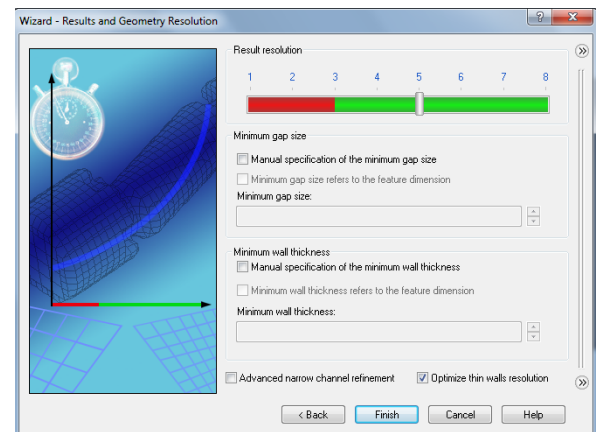 Wizard - Results and Geometry Resolution
Result resolution
1 2 3 4 5 6 7 8
Minimum gap size
Manual specification of the minimum gap size
Minimum gap size refers to the feature dimension
Minimum gap size:
Minimum wall thickness
Manual specification of the minimum wall thickness
Minimum wall thickness refers to the feature dimension
Minimum wall thickness:
Advanced narrow channel refinement Optimize thin walls resolution
< Back Finish Cancel Help